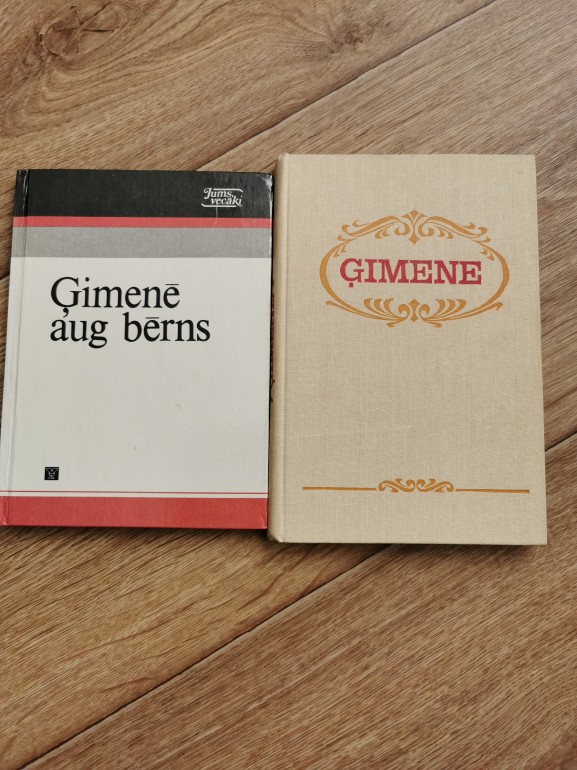 Jums,
vecāki
Ģimenē
aug bērns
ĢIMENE